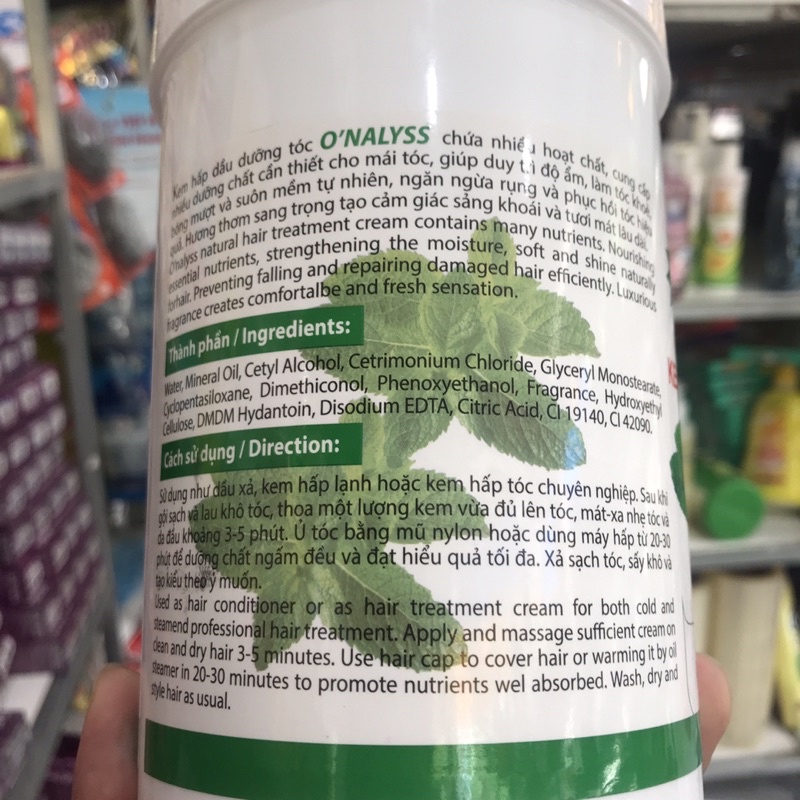 Kem hấp dầu dưỡng tóc O'NALYSS chứa nhiều hoạt chất, cung cấp
nhiều dưỡng chất cần thiết cho mái tóc, giúp duy trì độ ẩm, làm tóc khoẻ,
bóng mượt và suôn mềm tự nhiên, ngăn ngừa rụng và phục hồi tóc hiệu
quả. Hương thơm sang trọng tạo cảm giác sảng khoái và tươi mát lâu dài.
O'nalyss natural hair treatment cream contains many nutrients. Nourishing
essential nutrients, strengthening the moisture, soft and shine naturally
forhair. Preventing falling and repairing damaged hair efficiently. Luxurious
fragrance creates comfortalbe and fresh sensation.
Thành phần / Ingredients:
Water, Mineral Oil, Cetyl Alcohol, Cetrimonium Chloride, Glyceryl Monostearate,
Cyclopentasiloxane, Dimethiconol, Phenoxyethanol, Fragrance, Hydroxyethyl
Cellulose, DMDM Hydantoin, Disodium EDTA, Citric Acid, CI 19140, CI 42090.
Cách sử dụng / Direction:
Sử dụng như dầu xả, kem hấp lạnh hoặc kem hấp tóc chuyên nghiệp. Sau khi
gội sạch và lau khô tóc, thoa một lượng kem vừa đủ lên tóc, mát-xa nhẹ tóc và
da đầu khoảng 3-5 phút. Ủ tóc bằng mũ nylon hoặc dùng máy hấp từ 20-30
phút để dưỡng chất ngấm đều và đạt hiểu quả tối đa. Xả sạch tóc, sấy khô và
tạo kiểu theo ý muốn.
Used as hair conditioner or as hair treatment cream for both cold and
steamend professional hair treatment. Apply and massage sufficient cream on
clean and dry hair 3-5 minutes. Use hair cap to cover hair or warming it by oil
steamer in 20-30 minutes to promote nutrients wel absorbed. Wash, dry and
style hair as usual.